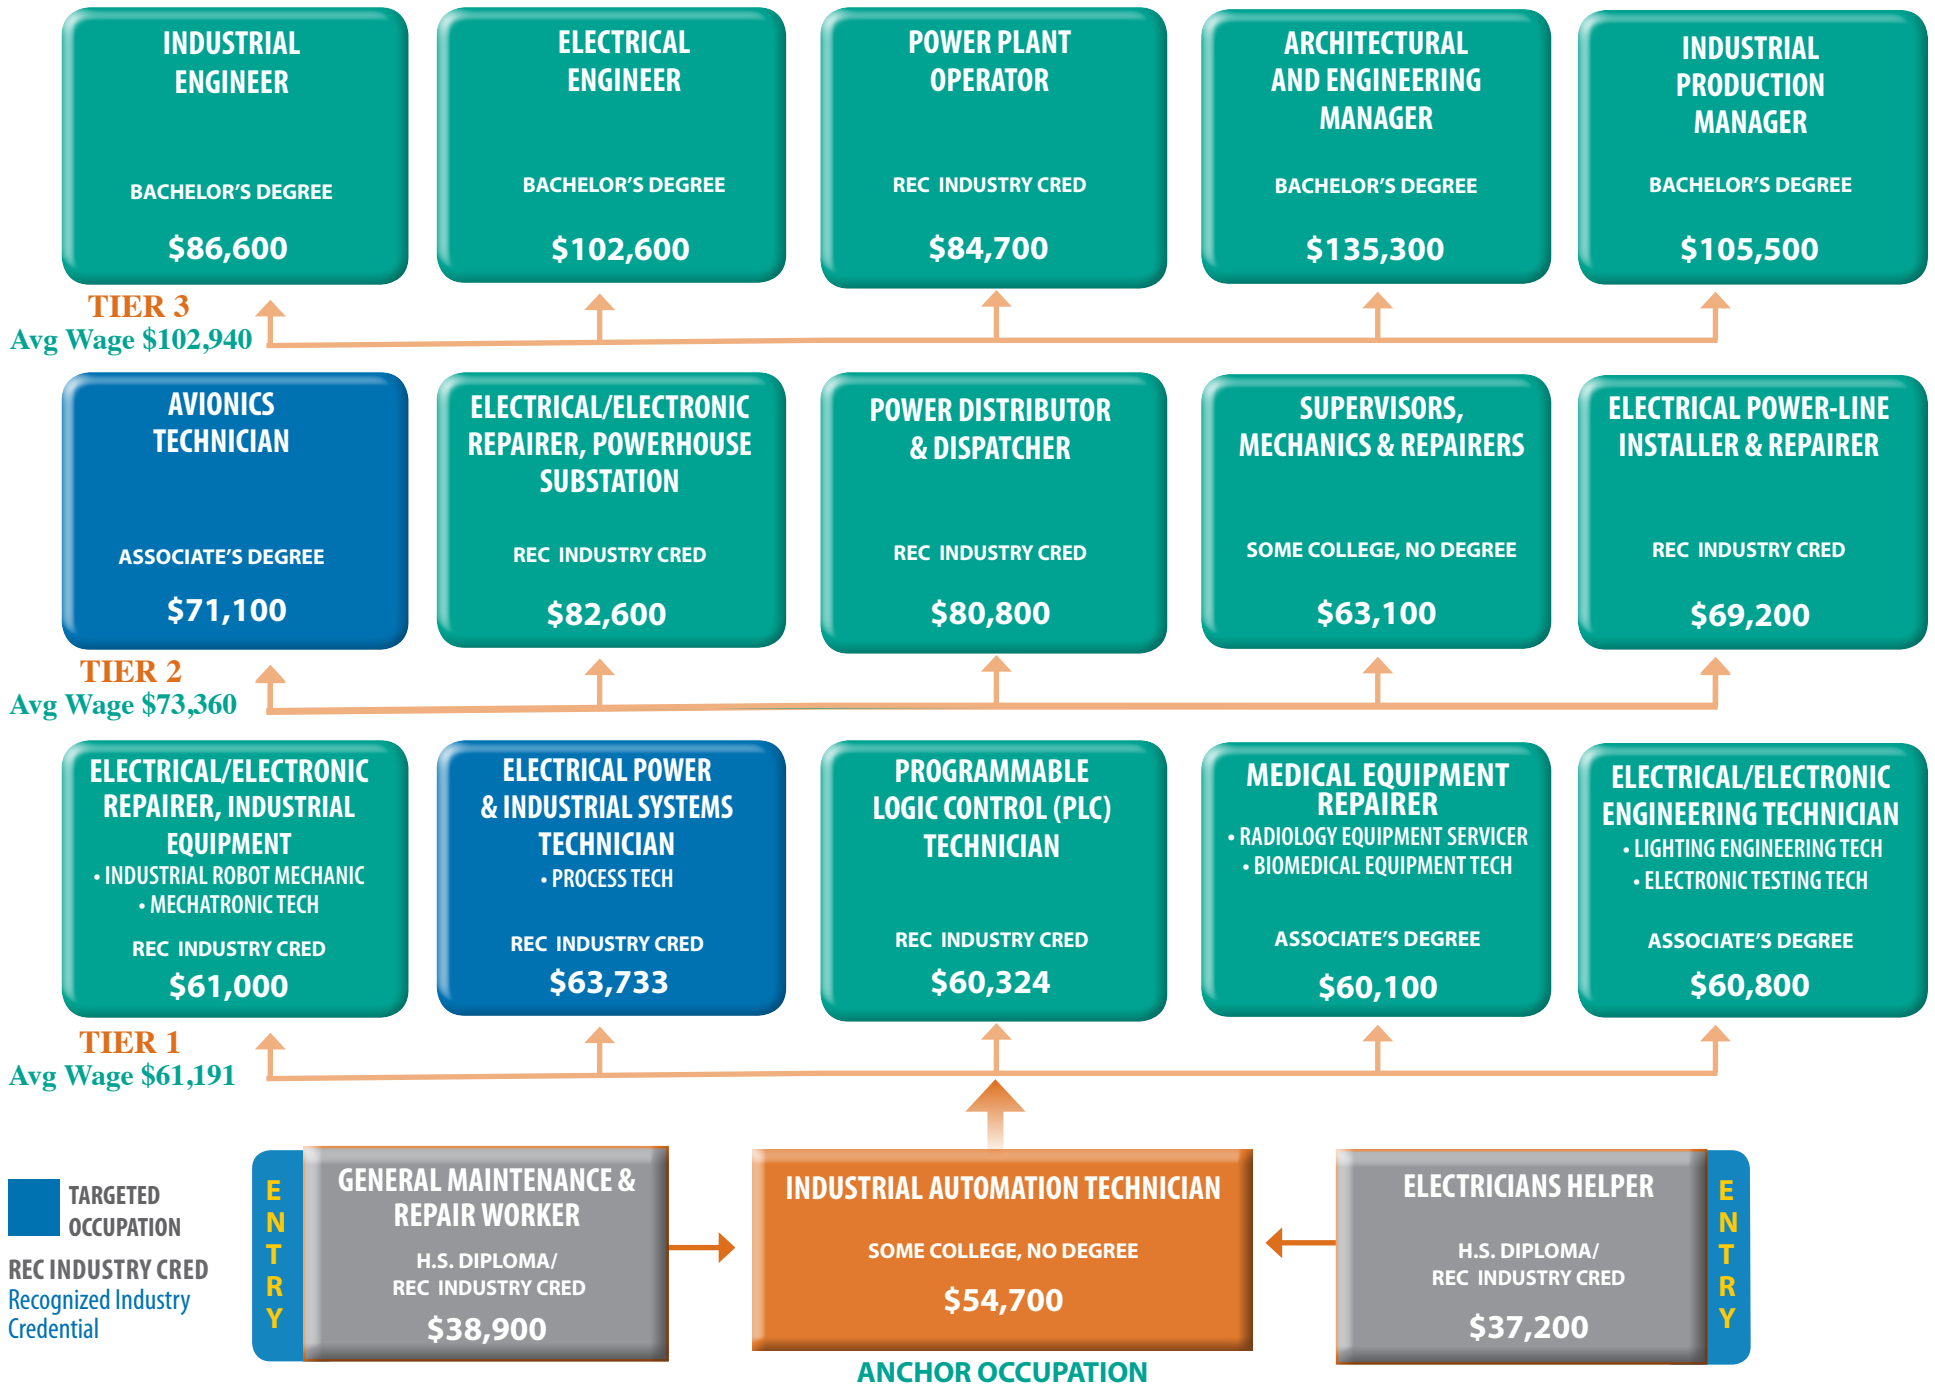 INDUSTRIAL
ENGINEER
BACHELOR'S DEGREE
$86,600
ELECTRICAL
ENGINEER
BACHELOR'S DEGREE
$102,600
POWER PLANT
OPERATOR
REC INDUSTRY CRED
$84,700
ARCHITECTURAL
AND ENGINEERING
MANAGER
BACHELOR'S DEGREE
$135,300
INDUSTRIAL
PRODUCTION
MANAGER
BACHELOR'S DEGREE
$105,500
TIER 3
Avg Wage $102,940
AVIONICS
TECHNICIAN
ASSOCIATE'S DEGREE
$71,100
ELECTRICAL/ELECTRONIC
REPAIRER, POWERHOUSE
SUBSTATION
REC INDUSTRY CRED
$82,600
POWER DISTRIBUTOR
& DISPATCHER
REC INDUSTRY CRED
$80,800
SUPERVISORS,
MECHANICS & REPAIRERS
SOME COLLEGE, NO DEGREE
$63,100
ELECTRICAL POWER-LINE
INSTALLER & REPAIRER
REC INDUSTRY CRED
$69,200
TIER 2
Avg Wage $73,360
ELECTRICAL/ELECTRONIC
REPAIRER, INDUSTRIAL
EQUIPMENT
• INDUSTRIAL ROBOT MECHANIC
• MECHATRONIC TECH
REC INDUSTRY CRED
$61,000
ELECTRICAL POWER
& INDUSTRIAL SYSTEMS
TECHNICIAN
• PROCESS TECH
REC INDUSTRY CRED
$63,733
PROGRAMMABLE
LOGIC CONTROL (PLC)
TECHNICIAN
REC INDUSTRY CRED
$60,324
MEDICAL EQUIPMENT
REPAIRER
• RADIOLOGY EQUIPMENT SERVICER
• BIOMEDICAL EQUIPMENT TECH
ASSOCIATE'S DEGREE
$60,100
ELECTRICAL/ELECTRONIC
ENGINEERING TECHNICIAN
• LIGHTING ENGINEERING TECH
• ELECTRONIC TESTING TECH
ASSOCIATE'S DEGREE
$60,800
TIER 1
Avg Wage $61,191
TARGETED
OCCUPATION
REC INDUSTRY CRED
Recognized Industry
Credential
ENTRY
GENERAL MAINTENANCE &
REPAIR WORKER
H.S. DIPLOMA/
REC INDUSTRY CRED
$38,900
INDUSTRIAL AUTOMATION TECHNICIAN
SOME COLLEGE, NO DEGREE
$54,700
ANCHOR OCCUPATION
ELECTRICIANS HELPER
H.S. DIPLOMA/
REC INDUSTRY CRED
$37,200
ENTRY